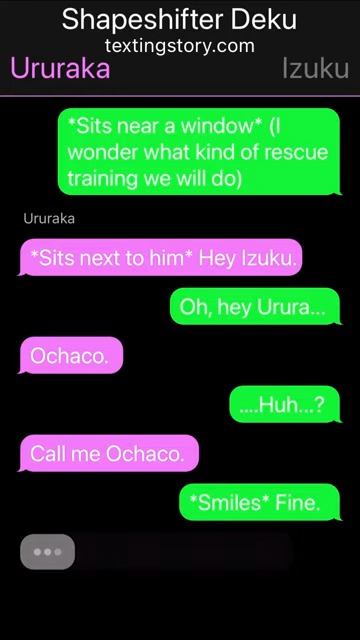 Shapeshifter Deku
textingstory.com
Ururaka Izuku
*Sits near a window* (I
wonder what kind of rescue
training we will do)
Ururaka
*Sits next to him* Hey Izuku.
Oh, hey Urura...
Ochaco.
....Huh...?
Call me Ochaco.
*Smiles* Fine.